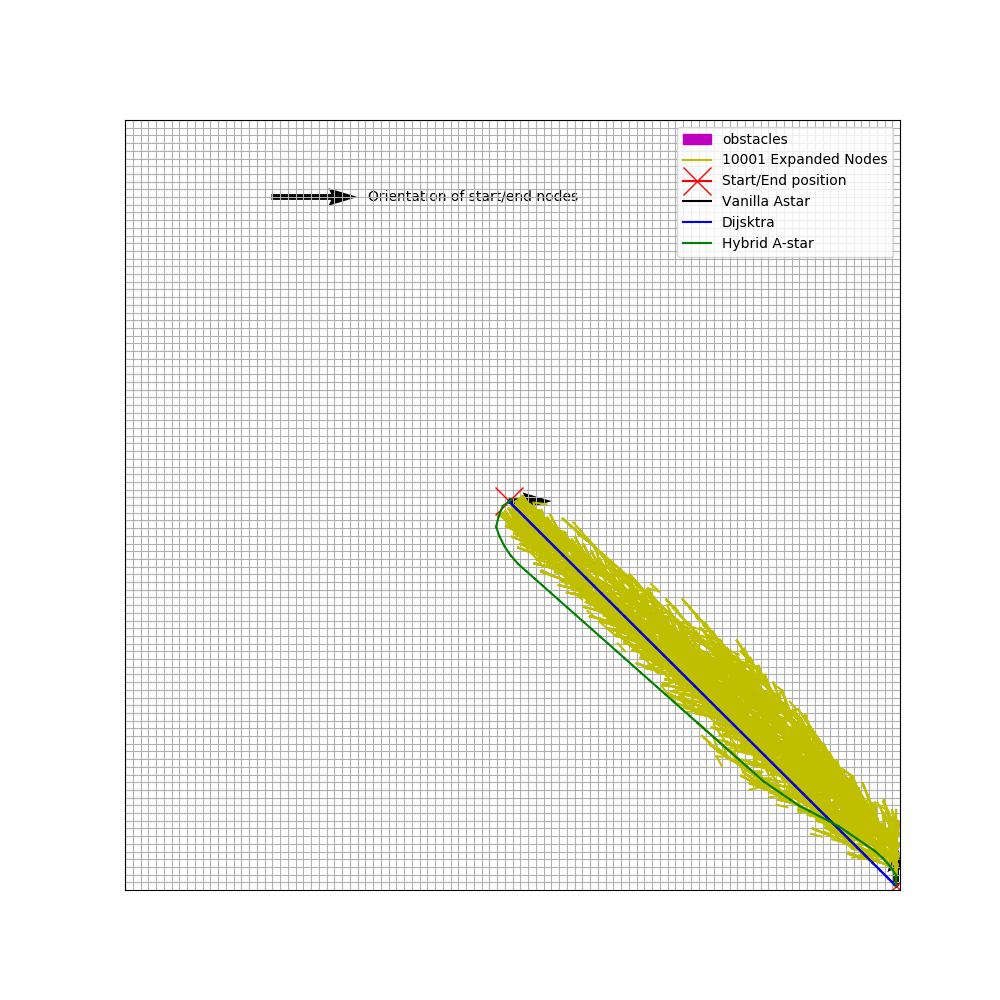 obstacles
10001 Expanded Nodes
Start/End position
Vanilla Astar
Dijsktra
Hybrid A-star
Orientation of start/end nodes